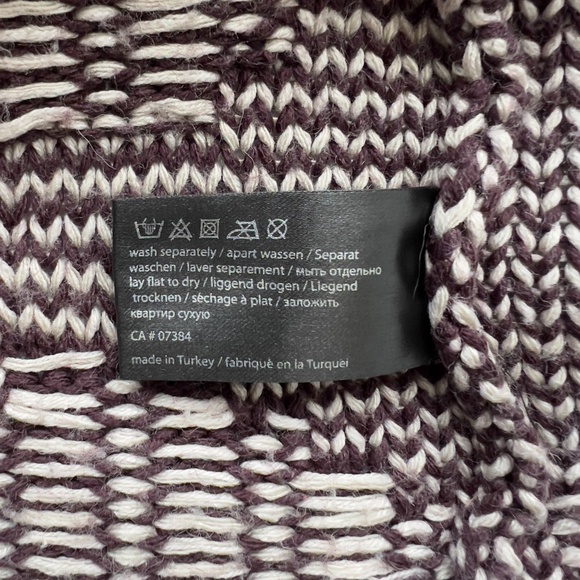 wash separately / apart wassen / Separat
waschen / laver separement / мыть отдельно
lay flat to dry / liggend drogen / Liegend
trocknen / séchage à plat / заложить
квартир сухую
CA # 07384
made in Turkey / fabriqué en la Turquei